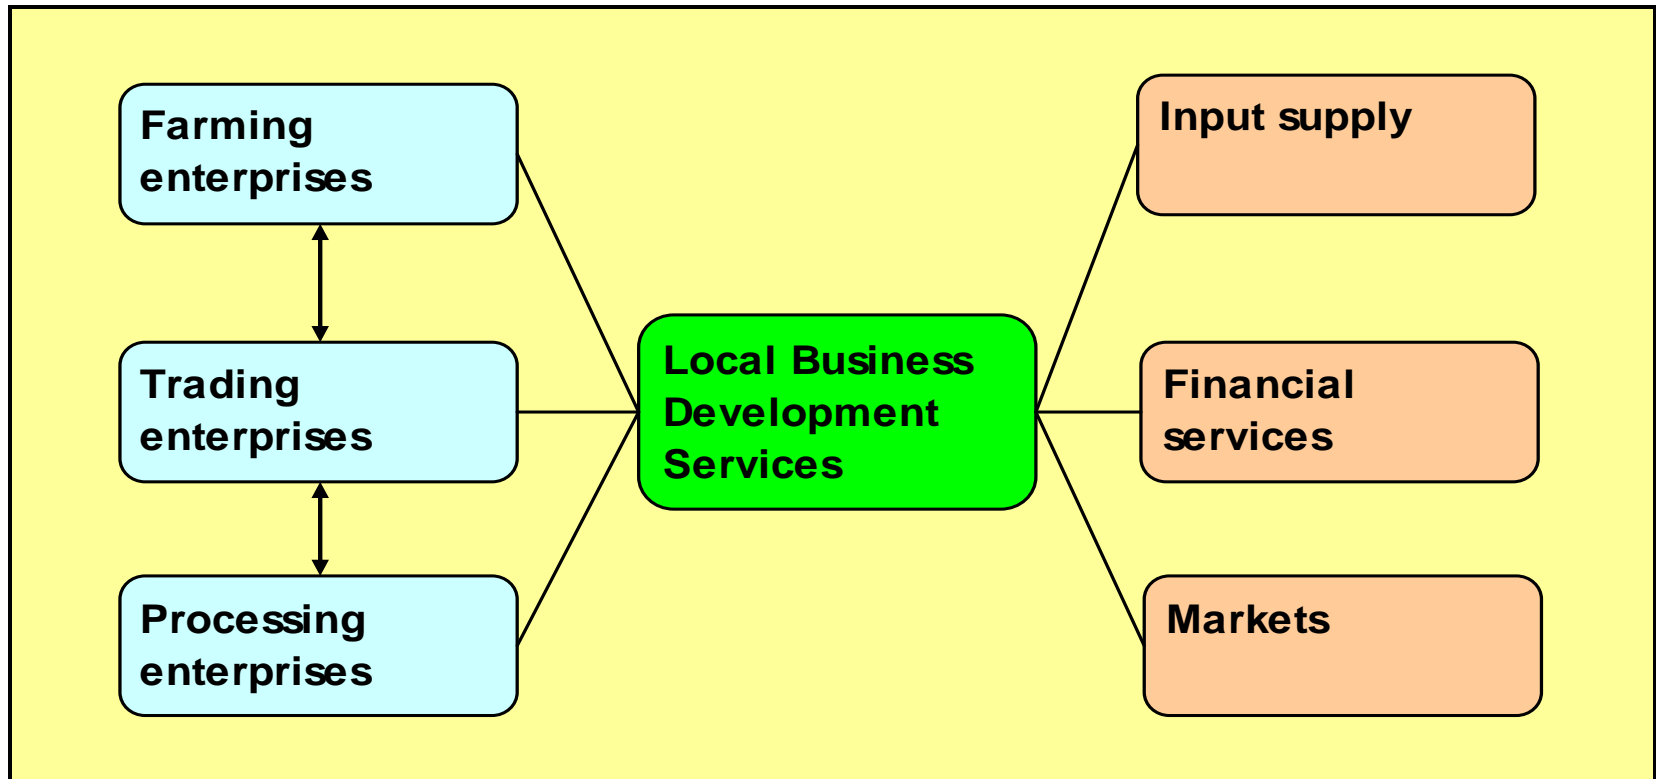 Farming
enterprises
Trading
enterprises
Processing
enterprises
Local Business
Development
Services
Input supply
Financial
services
Markets